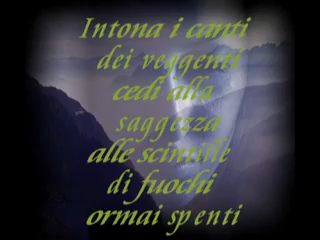 Intona i canti
dei veggenti
cedi alla
saggezza
alle scintille
di fuochi
ormai spenti